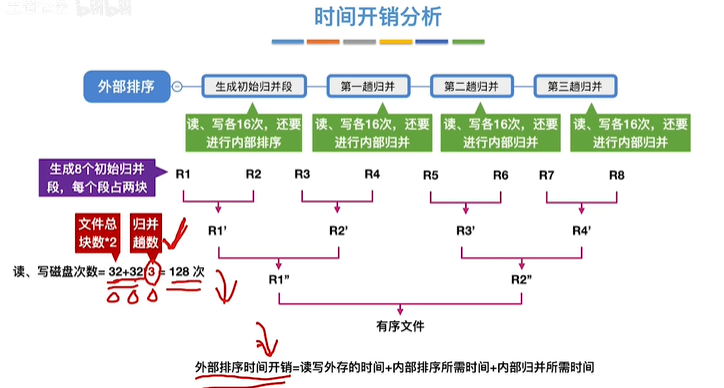 时间开销分析
外部排序
生成初始归并段
第一趟归并
第二趟归并
第三趟归并
读、写各16次，还要
进行内部排序
读、写各16次，还要
进行内部归并
读、写各16次，还要
进行内部归并
读、写各16次，还要
进行内部归并
生成8个初始归并
段，每个段占两块
R1 R2 R3 R4 R5 R6 R7 R8
文件总
块数*2
归并
趟数
R1’ R2’ R3’ R4’
读、写磁盘次数= 32+32*3 = 128 次
R1” R2”
有序文件
外部排序时间开销=读写外存的时间+内部排序所需时间+内部归并所需时间